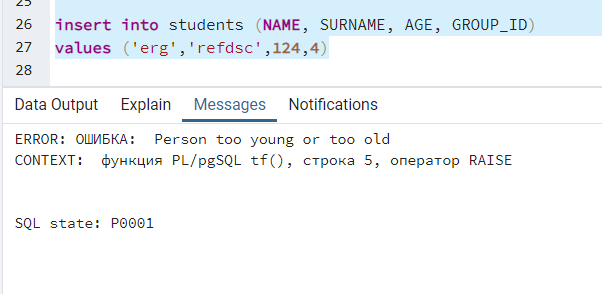 25
26 insert into students (NAME, SURNAME, AGE, GROUP_ID)
27 values ('erg','refdsc',124,4)
28
Data Output Explain Messages Notifications
ERROR: ОШИБКА:  Person too young or too old
CONTEXT:  функция PL/pgSQL tf(), строка 5, оператор RAISE
SQL state: P0001